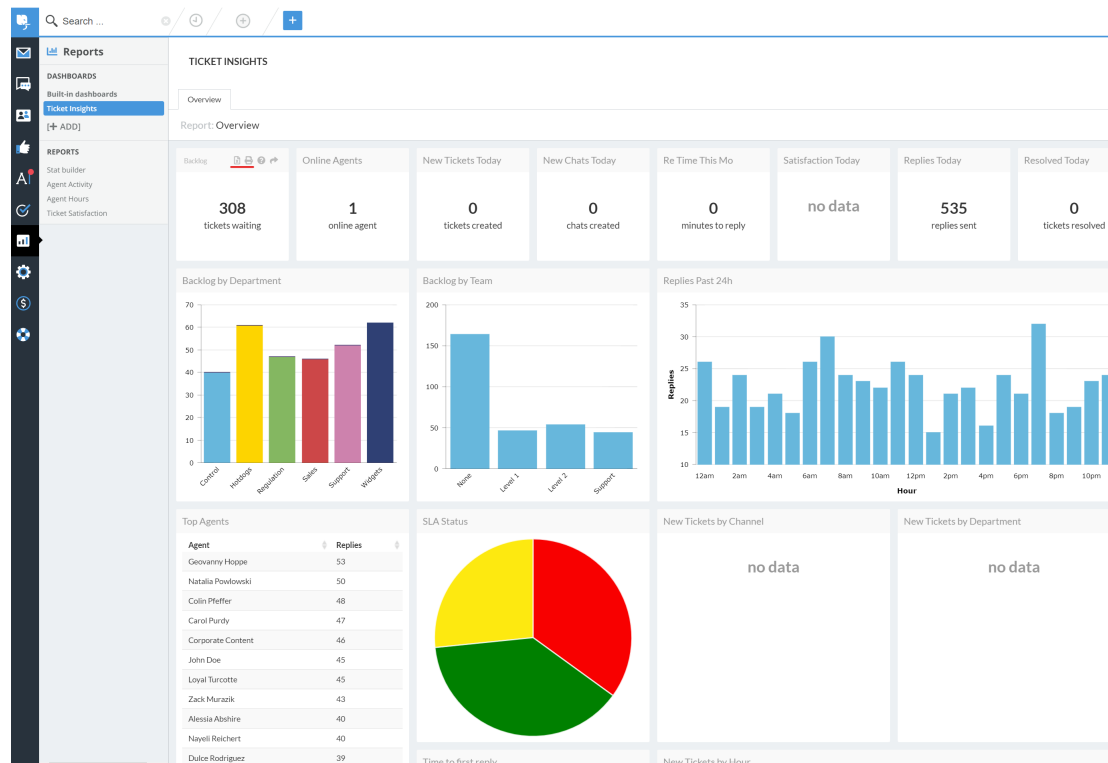 Search ...
Reports
DASHBOARDS
Built-in dashboards
Ticket Insights
[+ ADD]
REPORTS
Stat builder
Agent Activity
Agent Hours
Ticket Satisfaction
TICKET INSIGHTS
Overview
Report: Overview
Backlog
308
tickets waiting
Online Agents
1
online agent
New Tickets Today
0
tickets created
New Chats Today
0
chats created
Re Time This Mo
0
minutes to reply
Satisfaction Today
no data
Replies Today
535
replies sent
Resolved Today
0
tickets resolved
Backlog by Department
70
60
50
40
30
20
10
0
Control
Hotdogs
Regulation
Sales
Support
Widgets
Backlog by Team
200
150
100
50
0
None
Level 1
Level 2
Support
Replies Past 24h
35
30
25
20
15
10
Replies
12am 2am 4am 6am 8am 10am 12pm 2pm 4pm 6pm 8pm 10pm
Hour
Top Agents
Agent Replies
Geovanny Hoppe 53
Natalia Powlowski 50
Colin Pfeffer 48
Carol Purdy 47
Corporate Content 46
John Doe 45
Loyal Turcotte 45
Zack Murazik 43
Alessia Abshire 40
Nayeli Reichert 40
Dulce Rodriguez 39
SLA Status
New Tickets by Channel
no data
New Tickets by Department
no data
Time to first reply
New Tickets by Hour